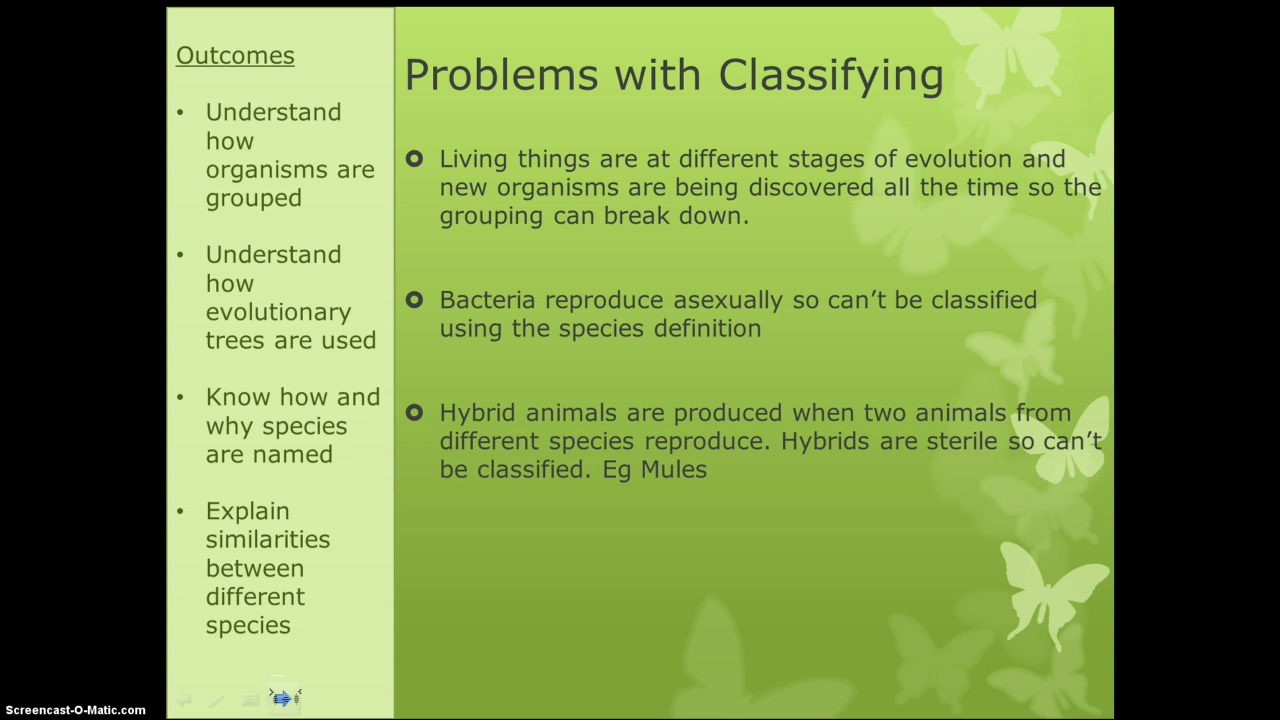 Outcomes
• Understand
how
organisms are
grouped
• Understand
how
evolutionary
trees are used
• Know how and
why species
are named
• Explain
similarities
between
different
species
Problems with Classifying
Living things are at different stages of evolution and
new organisms are being discovered all the time so the
grouping can break down.
Bacteria reproduce asexually so can’t be classified
using the species definition
Hybrid animals are produced when two animals from
different species reproduce. Hybrids are sterile so can’t
be classified. Eg Mules
Screencast-O-Matic.com